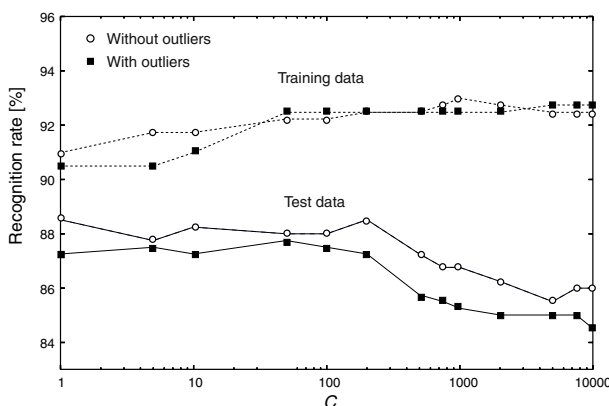 96
94
92
90
88
86
84
Recognition rate [%]
Without outliers
With outliers
Training data
Test data
1
10
100
1000
10000
C